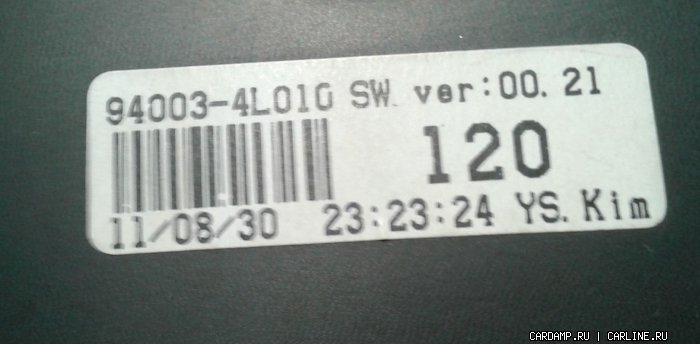 94003-4L010 SW. ver:00.21
120
11/08/30 23:23:24 YS.Kim
CARDAMP.RU | CARLINE.RU